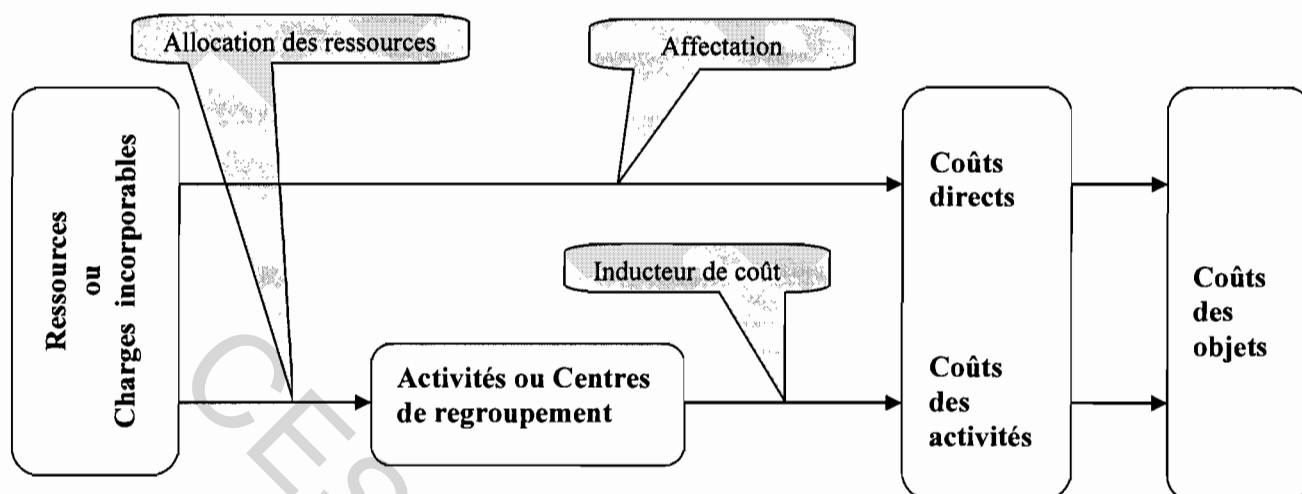 Allocation des ressources
Affectation
Ressources
ou
Charges incorporables
Coûts
directs
Inducteur de coût
Activités ou Centres
de regroupement
Coûts
des
activités
Coûts
des
objets